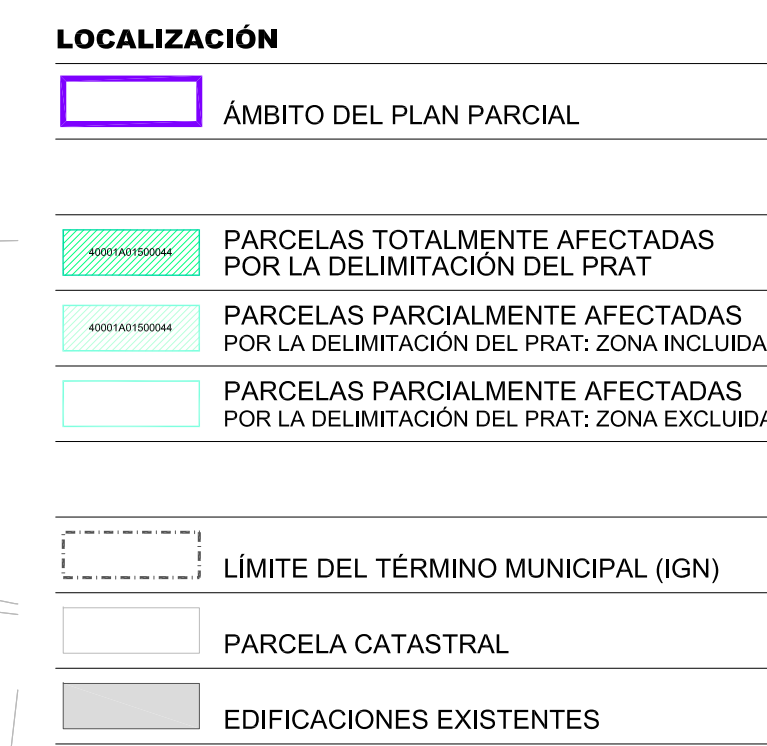 LOCALIZACIÓN
ÁMBITO DEL PLAN PARCIAL
40001A01500044
PARCELAS TOTALMENTE AFECTADAS
POR LA DELIMITACIÓN DEL PRAT
40001A01500044
PARCELAS PARCIALMENTE AFECTADAS
POR LA DELIMITACIÓN DEL PRAT: ZONA INCLUIDA
PARCELAS PARCIALMENTE AFECTADAS
POR LA DELIMITACIÓN DEL PRAT: ZONA EXCLUIDA
LÍMITE DEL TÉRMINO MUNICIPAL (IGN)
PARCELA CATASTRAL
EDIFICACIONES EXISTENTES